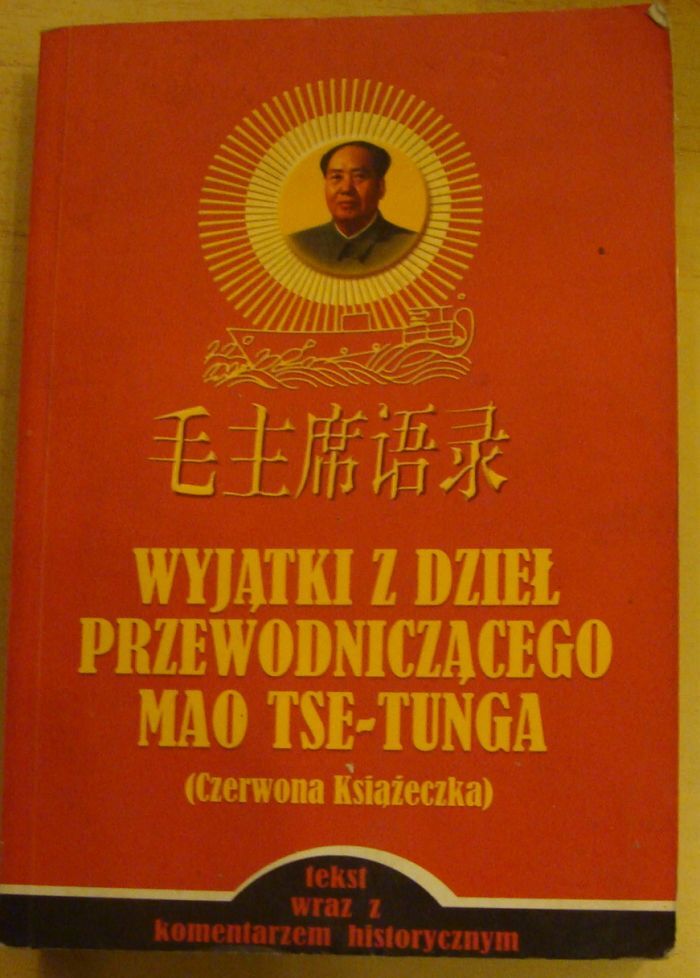 毛主席语录
WYJĄTKI Z DZIEŁ
PRZEWODNICZĄCEGO
MAO TSE-TUNGA
(Czerwona Książeczka)
tekst
wraz z
komentarzem historycznym